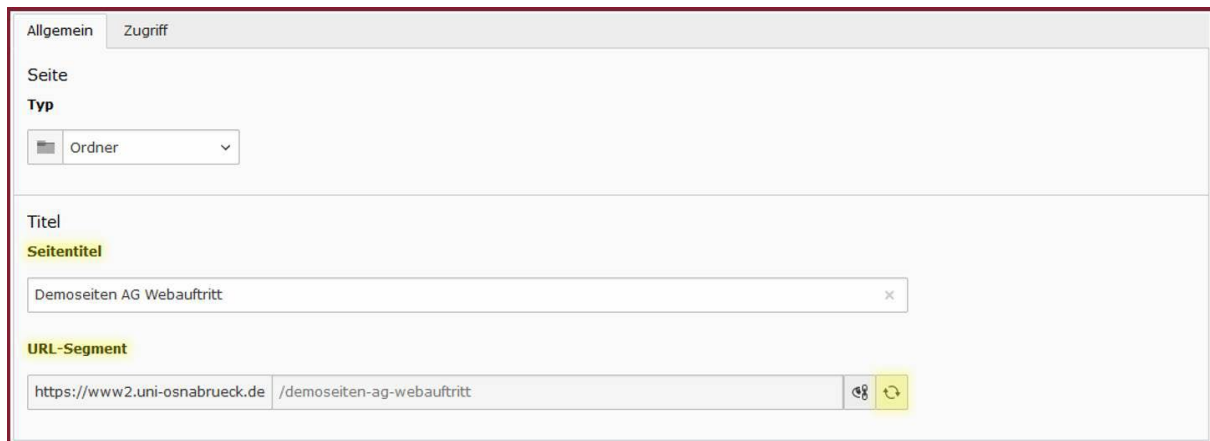 Allgemein Zugriff
Seite
Typ
Ordner
Titel
Seitentitel
Demoseiten AG Webauftritt
URL-Segment
https://www2.uni-osnabrueck.de /demoseiten-ag-webauftritt